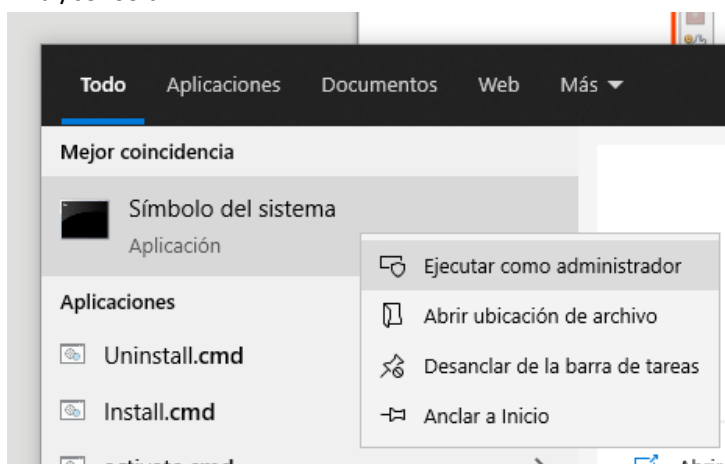 Todo Aplicaciones Documentos Web Más
Mejor coincidencia
Símbolo del sistema
Aplicación
Ejecutar como administrador
Aplicaciones
Abrir ubicación de archivo
Uninstall.cmd
Desanclar de la barra de tareas
Install.cmd
Anclar a Inicio